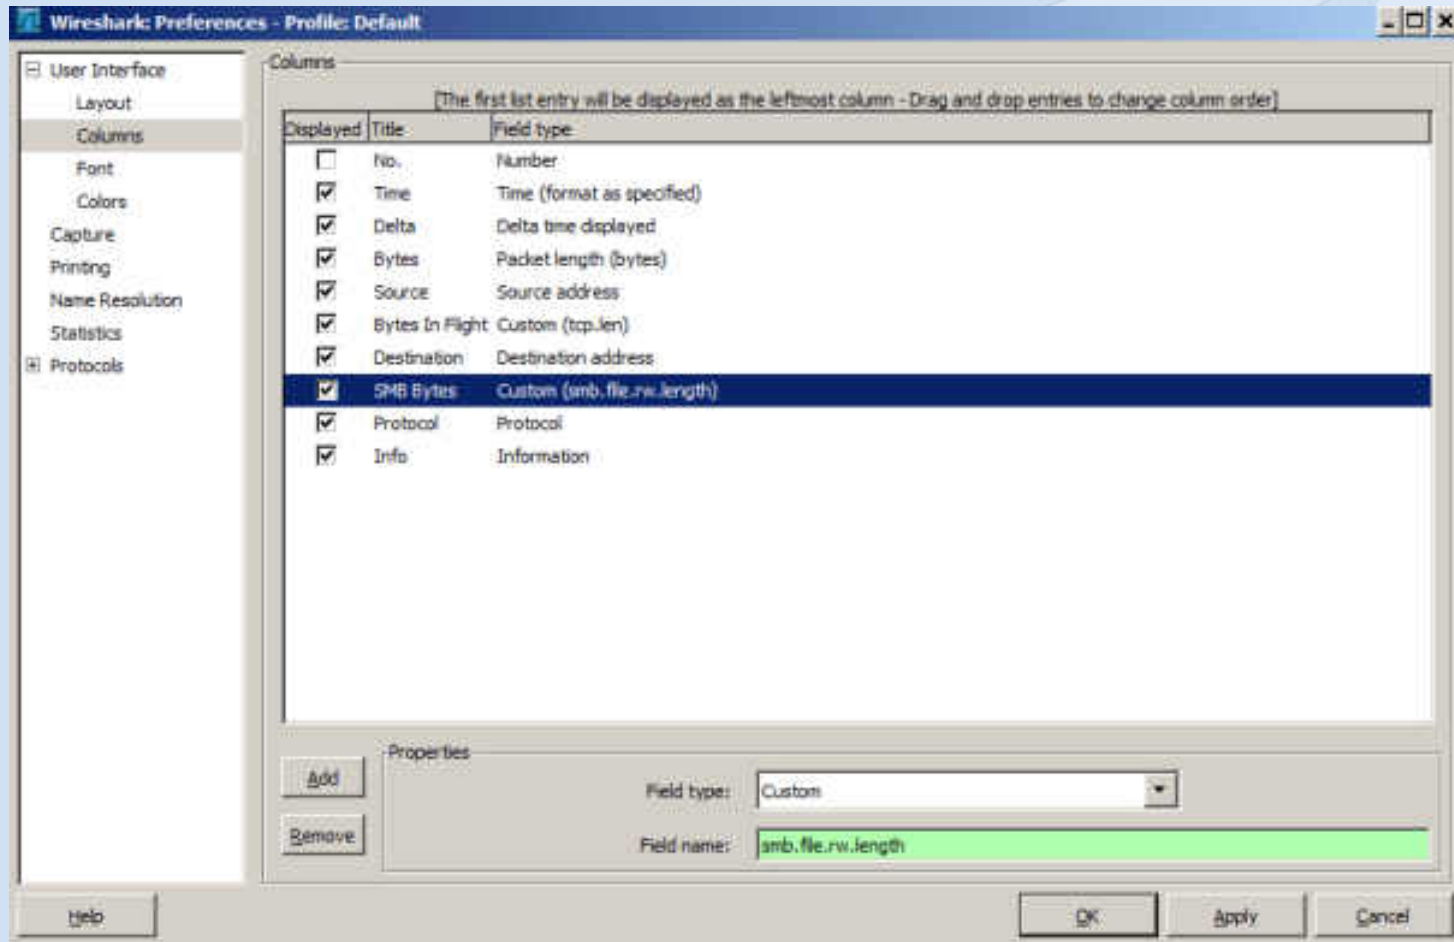 Wireshark: Preferences - Profile: Default
User Interface
Layout
Columns
Font
Colors
Capture
Printing
Name Resolution
Statistics
Protocols
Columns
[The first list entry will be displayed as the leftmost column - Drag and drop entries to change column order]
Displayed Title Field type
No. Number
Time Time (format as specified)
Delta Delta time displayed
Bytes Packet length (bytes)
Source Source address
Bytes In Flight Custom (tcp.len)
Destination Destination address
SMB Bytes Custom (smb.file.rw.length)
Protocol Protocol
Info Information
Add
Remove
Properties
Field type: Custom
Field name: smb.file.rw.length
Help
OK
Apply
Cancel